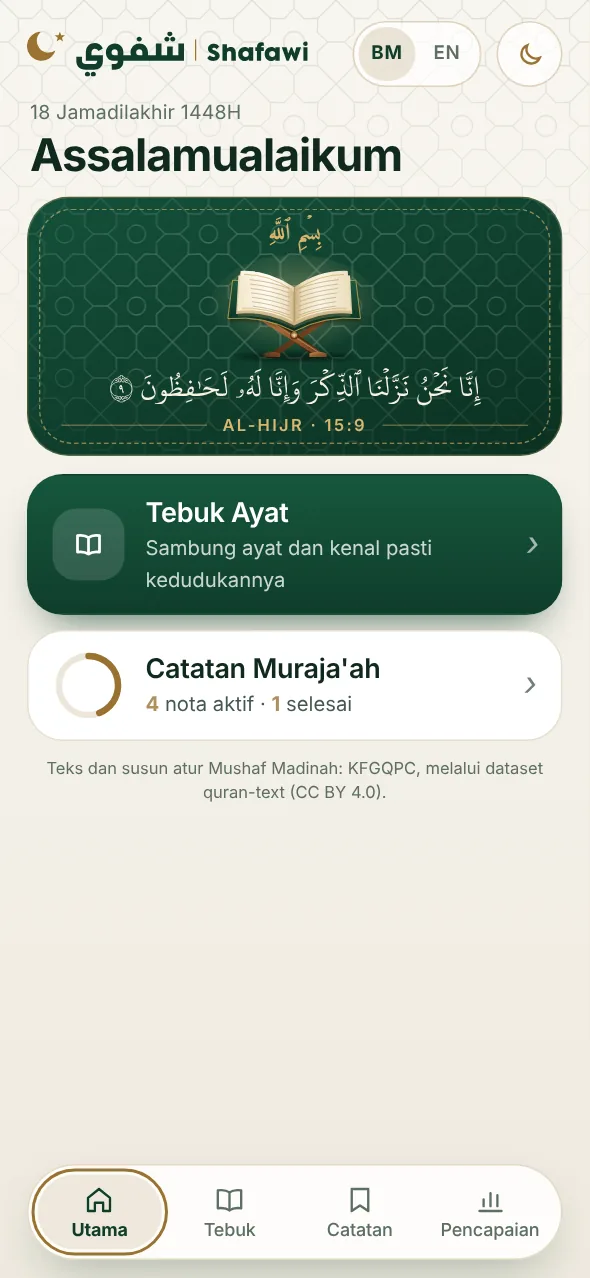 شفوي | Shafawi
BM EN
18 Jamadilakhir 1448H
Assalamualaikum
بِسْمِ ٱللَّهِ
إِنَّا نَحْنُ نَزَّلْنَا ٱلذِّكْرَ وَإِنَّا لَهُۥ لَحَـٰفِظُونَ ٩
AL-HIJR · 15:9
Tebuk Ayat
Sambung ayat dan kenal pasti
kedudukannya
Catatan Muraja'ah
4 nota aktif · 1 selesai
Teks dan susun atur Mushaf Madinah: KFGQPC, melalui dataset
quran-text (CC BY 4.0).
Utama Tebuk Catatan Pencapaian